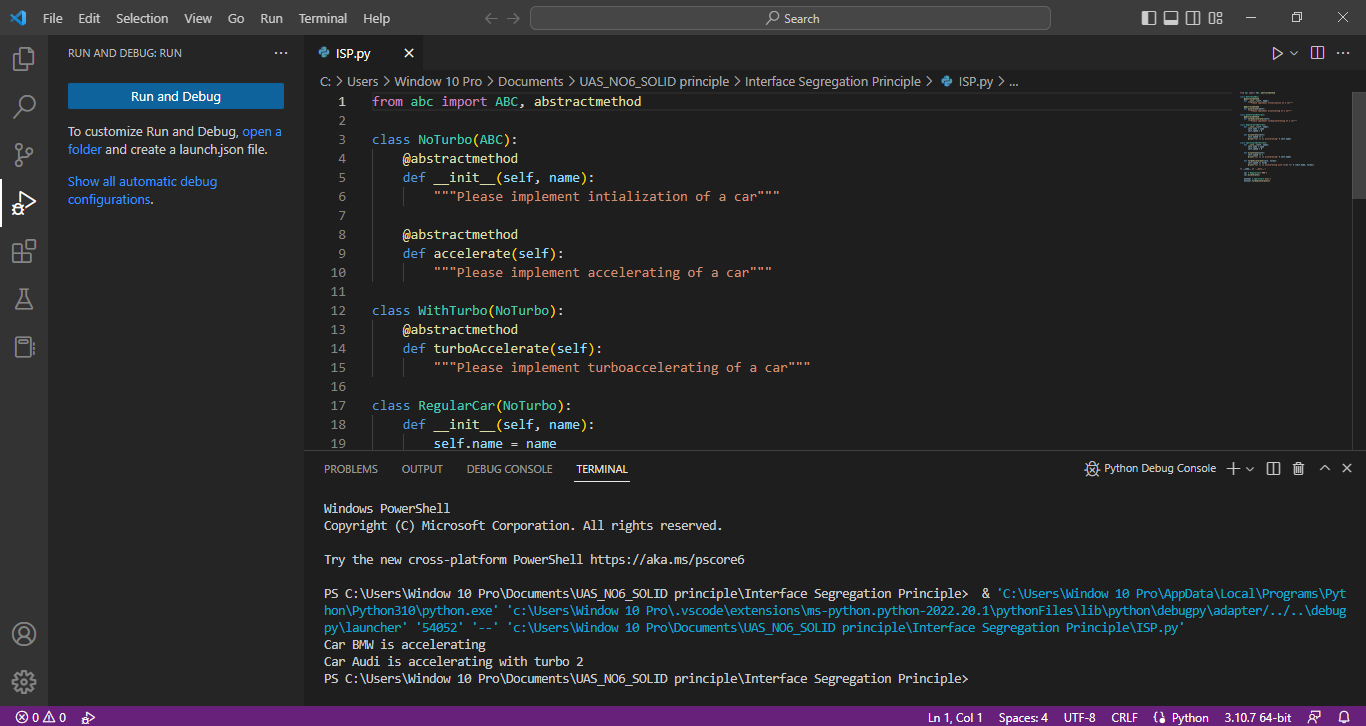 File Edit Selection View Go Run Terminal Help
Search
RUN AND DEBUG: RUN
Run and Debug
To customize Run and Debug, open a
folder and create a launch.json file.
Show all automatic debug
configurations.
ISP.py
C: > Users > Window 10 Pro > Documents > UAS_NO6_SOLID principle > Interface Segregation Principle > ISP.py > ...
1 from abc import ABC, abstractmethod
2
3 class NoTurbo(ABC):
4     @abstractmethod
5     def __init__(self, name):
6         """Please implement intialization of a car"""
7
8     @abstractmethod
9     def accelerate(self):
10         """Please implement accelerating of a car"""
11
12 class WithTurbo(NoTurbo):
13     @abstractmethod
14     def turboAccelerate(self):
15         """Please implement turboaccelerating of a car"""
16
17 class RegularCar(NoTurbo):
18     def __init__(self, name):
19         self.name = name
PROBLEMS OUTPUT DEBUG CONSOLE TERMINAL
Python Debug Console
Windows PowerShell
Copyright (C) Microsoft Corporation. All rights reserved.
Try the new cross-platform PowerShell https://aka.ms/pscore6
PS C:\Users\Window 10 Pro\Documents\UAS_NO6_SOLID principle\Interface Segregation Principle>  & 'C:\Users\Window 10 Pro\AppData\Local\Programs\Pyt
hon\Python310\python.exe' 'c:\Users\Window 10 Pro\.vscode\extensions\ms-python.python-2022.20.1\pythonFiles\lib\python\debugpy\adapter/../..\debug
py\launcher' '54052' '--' 'c:\Users\Window 10 Pro\Documents\UAS_NO6_SOLID principle\Interface Segregation Principle\ISP.py'
Car BMW is accelerating
Car Audi is accelerating with turbo 2
PS C:\Users\Window 10 Pro\Documents\UAS_NO6_SOLID principle\Interface Segregation Principle>
0 0
Ln 1, Col 1 Spaces: 4 UTF-8 CRLF Python 3.10.7 64-bit